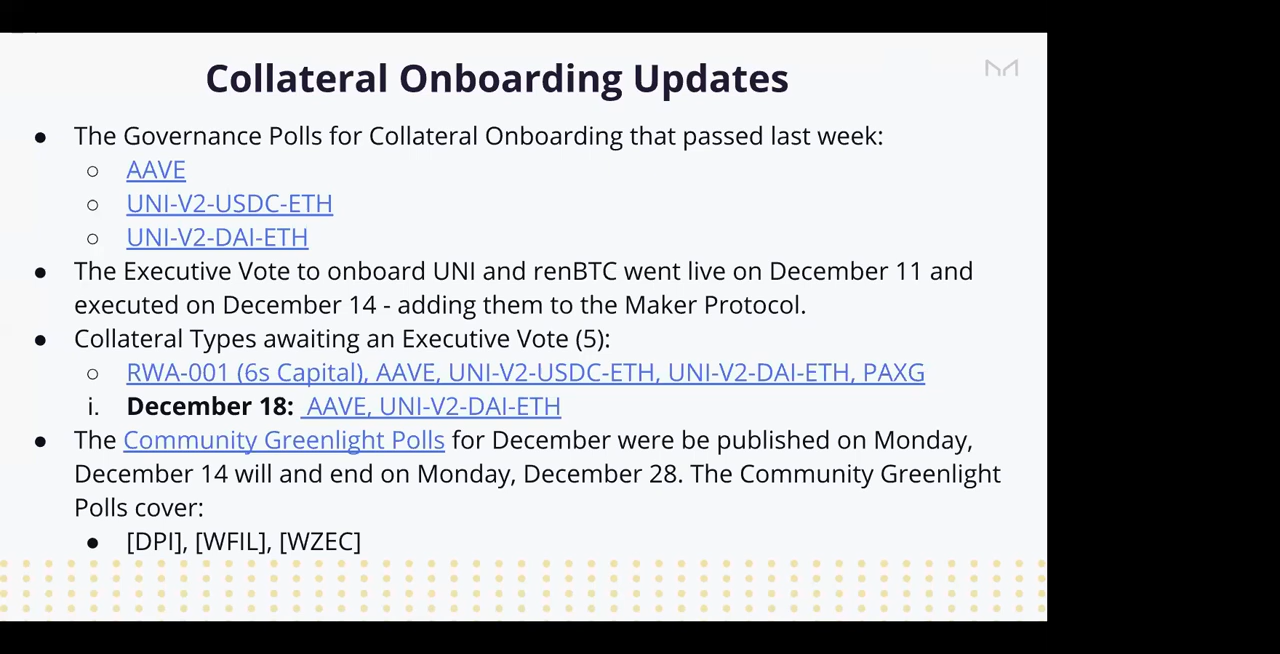 Collateral Onboarding Updates
● The Governance Polls for Collateral Onboarding that passed last week:
○ AAVE
○ UNI-V2-USDC-ETH
○ UNI-V2-DAI-ETH
● The Executive Vote to onboard UNI and renBTC went live on December 11 and
executed on December 14 - adding them to the Maker Protocol.
● Collateral Types awaiting an Executive Vote (5):
○ RWA-001 (6s Capital), AAVE, UNI-V2-USDC-ETH, UNI-V2-DAI-ETH, PAXG
i. December 18: AAVE, UNI-V2-DAI-ETH
● The Community Greenlight Polls for December were be published on Monday,
December 14 will and end on Monday, December 28. The Community Greenlight
Polls cover:
● [DPI], [WFIL], [WZEC]